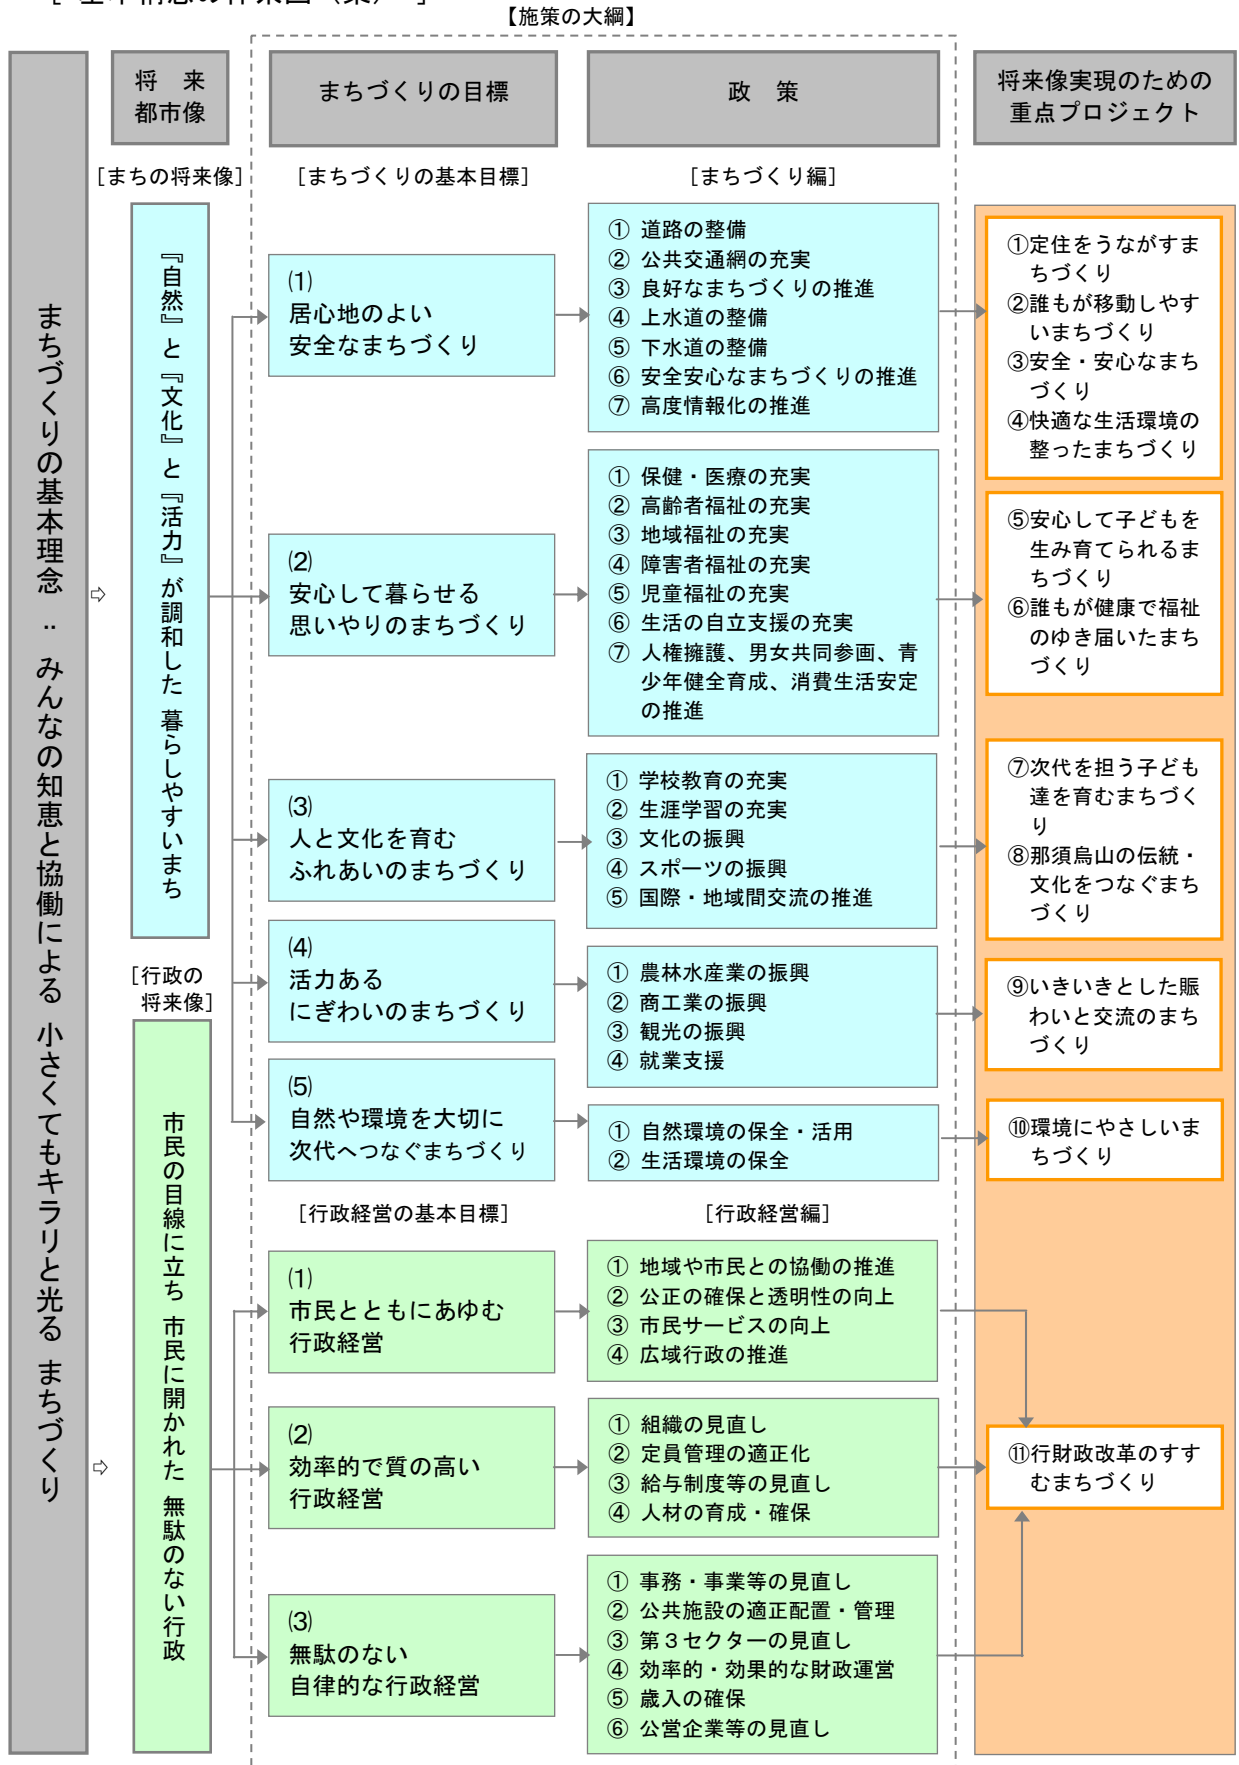 【施策の大綱】
将　来
都市像
まちづくりの目標
政　策
将来像実現のための
重点プロジェクト
まちづくりの基本理念 ： みんなの知恵と協働による 小さくてもキラリと光る まちづくり
⇨
⇨
[まちの将来像]
『自然』と『文化』と『活力』が調和した 暮らしやすいまち
[行政の
将来像]
市民の目線に立ち 市民に開かれた 無駄のない行政
[まちづくりの基本目標]
[まちづくり編]
(1)
居心地のよい
安全なまちづくり
① 道路の整備
② 公共交通網の充実
③ 良好なまちづくりの推進
④ 上水道の整備
⑤ 下水道の整備
⑥ 安全安心なまちづくりの推進
⑦ 高度情報化の推進
①定住をうながすま
ちづくり
②誰もが移動しやす
いまちづくり
③安全・安心なまち
づくり
④快適な生活環境の
整ったまちづくり
(2)
安心して暮らせる
思いやりのまちづくり
① 保健・医療の充実
② 高齢者福祉の充実
③ 地域福祉の充実
④ 障害者福祉の充実
⑤ 児童福祉の充実
⑥ 生活の自立支援の充実
⑦ 人権擁護、男女共同参画、青
少年健全育成、消費生活安定
の推進
⑤安心して子どもを
生み育てられるま
ちづくり
⑥誰もが健康で福祉
のゆき届いたまち
づくり
(3)
人と文化を育む
ふれあいのまちづくり
① 学校教育の充実
② 生涯学習の充実
③ 文化の振興
④ スポーツの振興
⑤ 国際・地域間交流の推進
⑦次代を担う子ども
達を育むまちづく
り
⑧那須烏山の伝統・
文化をつなぐまち
づくり
(4)
活力ある
にぎわいのまちづくり
① 農林水産業の振興
② 商工業の振興
③ 観光の振興
④ 就業支援
⑨いきいきとした賑
わいと交流のまち
づくり
(5)
自然や環境を大切に
次代へつなぐまちづくり
① 自然環境の保全・活用
② 生活環境の保全
⑩環境にやさしいま
ちづくり
[行政経営の基本目標]
[行政経営編]
(1)
市民とともにあゆむ
行政経営
① 地域や市民との協働の推進
② 公正の確保と透明性の向上
③ 市民サービスの向上
④ 広域行政の推進
(2)
効率的で質の高い
行政経営
① 組織の見直し
② 定員管理の適正化
③ 給与制度等の見直し
④ 人材の育成・確保
⑪行財政改革のすす
むまちづくり
(3)
無駄のない
自律的な行政経営
① 事務・事業等の見直し
② 公共施設の適正配置・管理
③ 第３セクターの見直し
④ 効率的・効果的な財政運営
⑤ 歳入の確保
⑥ 公営企業等の見直し